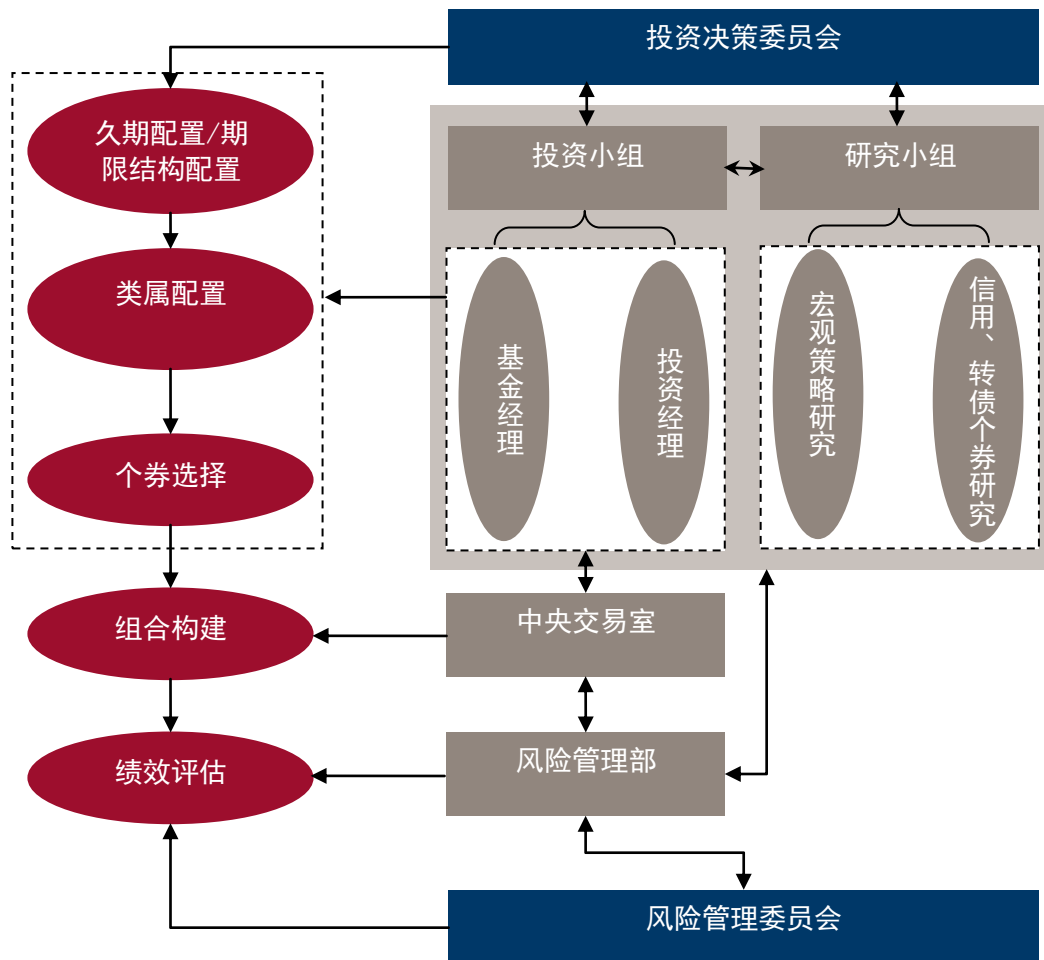 投资决策委员会
久期配置/期
限结构配置
投资小组
研究小组
类属配置
基金经理
投资经理
宏观策略研究
信用、转债个券研究
个券选择
组合构建
中央交易室
绩效评估
风险管理部
风险管理委员会